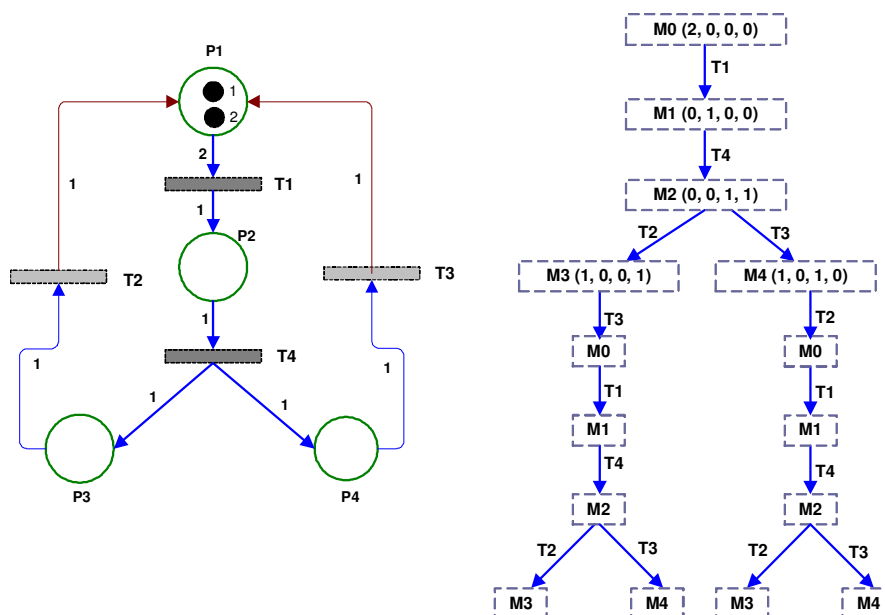 P1
1
2
2
T1
1
1
1
P2
T2
T3
1
T4
1
1
1
1
P3
P4
M0 (2, 0, 0, 0)
T1
M1 (0, 1, 0, 0)
T4
M2 (0, 0, 1, 1)
T2
T3
M3 (1, 0, 0, 1)
M4 (1, 0, 1, 0)
T3
T2
M0
M0
T1
T1
M1
M1
T4
T4
M2
M2
T2
T3
T2
T3
M3
M4
M3
M4